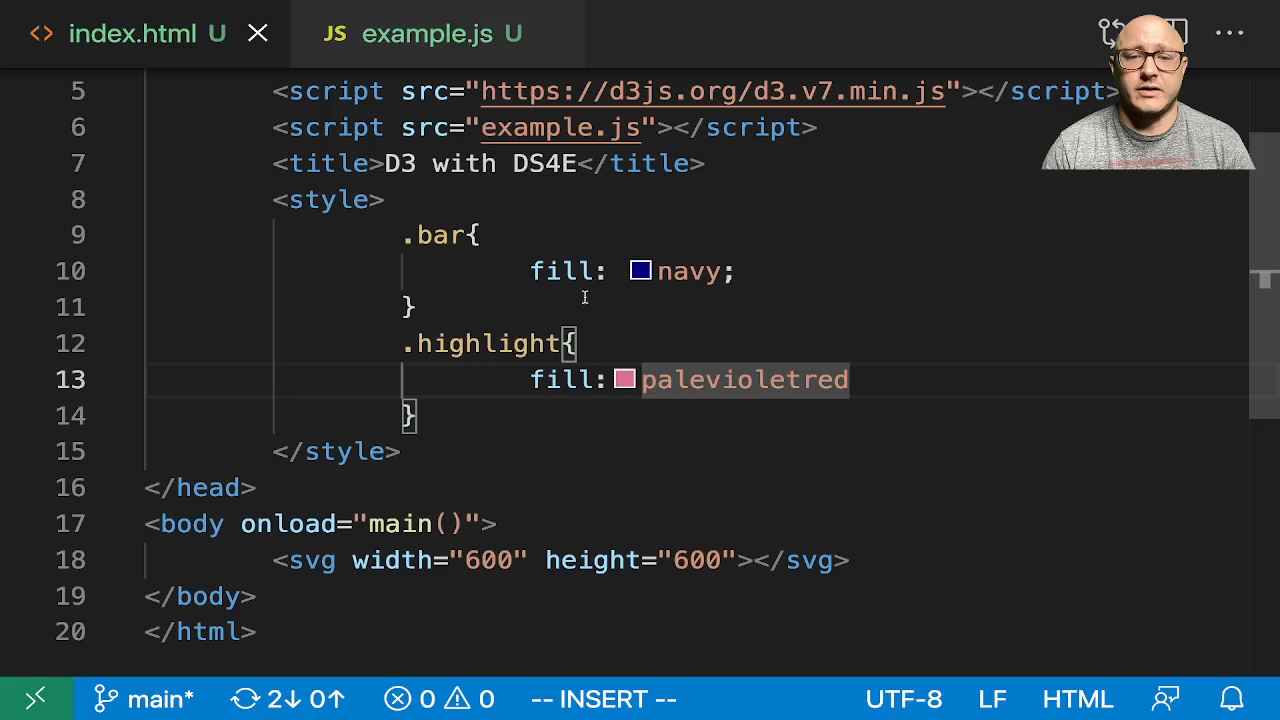 index.html U
JS example.js U
5 <script src="https://d3js.org/d3.v7.min.js"></script>
6 <script src="example.js"></script>
7 <title>D3 with DS4E</title>
8 <style>
9 .bar{
10 fill: navy;
11 }
12 .highlight{
13 fill:palevioletred
14 }
15 </style>
16 </head>
17 <body onload="main()">
18 <svg width="600" height="600"></svg>
19 </body>
20 </html>
main* 2↓ 0↑ 0 0 -- INSERT -- UTF-8 LF HTML